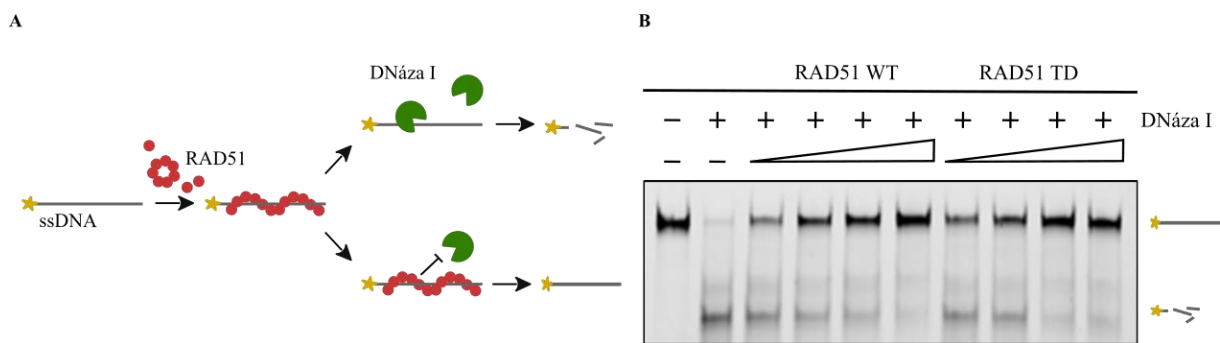 A
B
DNáza I
RAD51
ssDNA
RAD51 WT RAD51 TD
− + + + + + + + + + DNáza I
− −